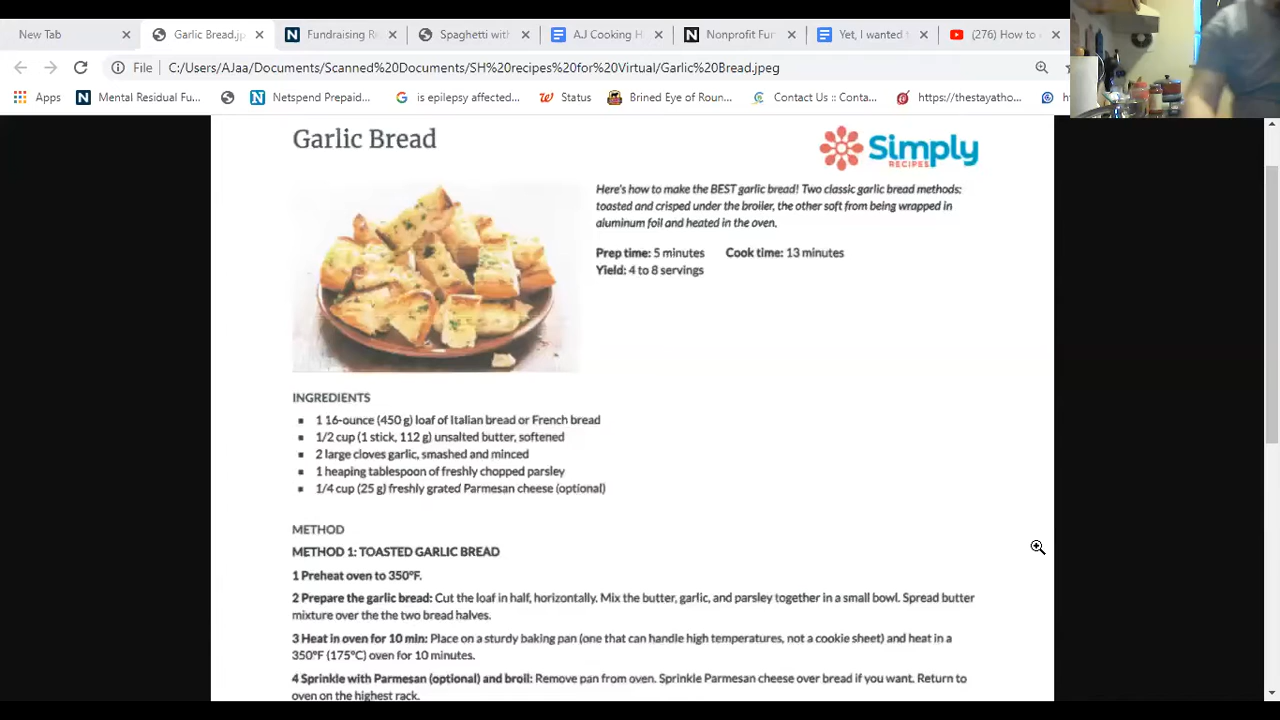 New Tab
Garlic Bread.jp
Fundraising R
Spaghetti with
A.J Cooking H
Nonprofit Fun
Yet, I wanted
(276) How to
File
C:/Users/AJaa/Documents/Scanned%20Documents/SH%20recipes%20for%20Virtual/Garlic%20Bread.jpeg
Apps
Mental Residual Fu...
Netspend Prepaid...
is epilepsy affected...
Status
Brined Eye of Roun...
Contact Us :: Conta...
https://thestayatho...
Garlic Bread
Simply
RECIPES
Here's how to make the BEST garlic bread! Two classic garlic bread methods;
toasted and crisped under the broiler, the other soft from being wrapped in
aluminum foil and heated in the oven.
Prep time: 5 minutes Cook time: 13 minutes
Yield: 4 to 8 servings
INGREDIENTS
1 16-ounce (450 g) loaf of Italian bread or French bread
1/2 cup (1 stick, 112 g) unsalted butter, softened
2 large cloves garlic, smashed and minced
1 heaping tablespoon of freshly chopped parsley
1/4 cup (25 g) freshly grated Parmesan cheese (optional)
METHOD
METHOD 1: TOASTED GARLIC BREAD
1 Preheat oven to 350°F.
2 Prepare the garlic bread: Cut the loaf in half, horizontally. Mix the butter, garlic, and parsley together in a small bowl. Spread butter
mixture over the the two bread halves.
3 Heat in oven for 10 min: Place on a sturdy baking pan (one that can handle high temperatures, not a cookie sheet) and heat in a
350°F (175°C) oven for 10 minutes.
4 Sprinkle with Parmesan (optional) and broil: Remove pan from oven. Sprinkle Parmesan cheese over bread if you want. Return to
oven on the highest rack.